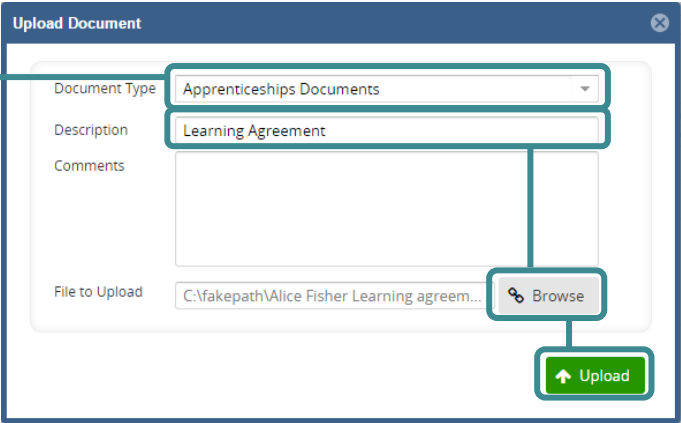 Upload Document
Document Type Apprenticeships Documents
Description Learning Agreement
Comments
File to Upload C:\fakepath\Alice Fisher Learning agreem... Browse
Upload